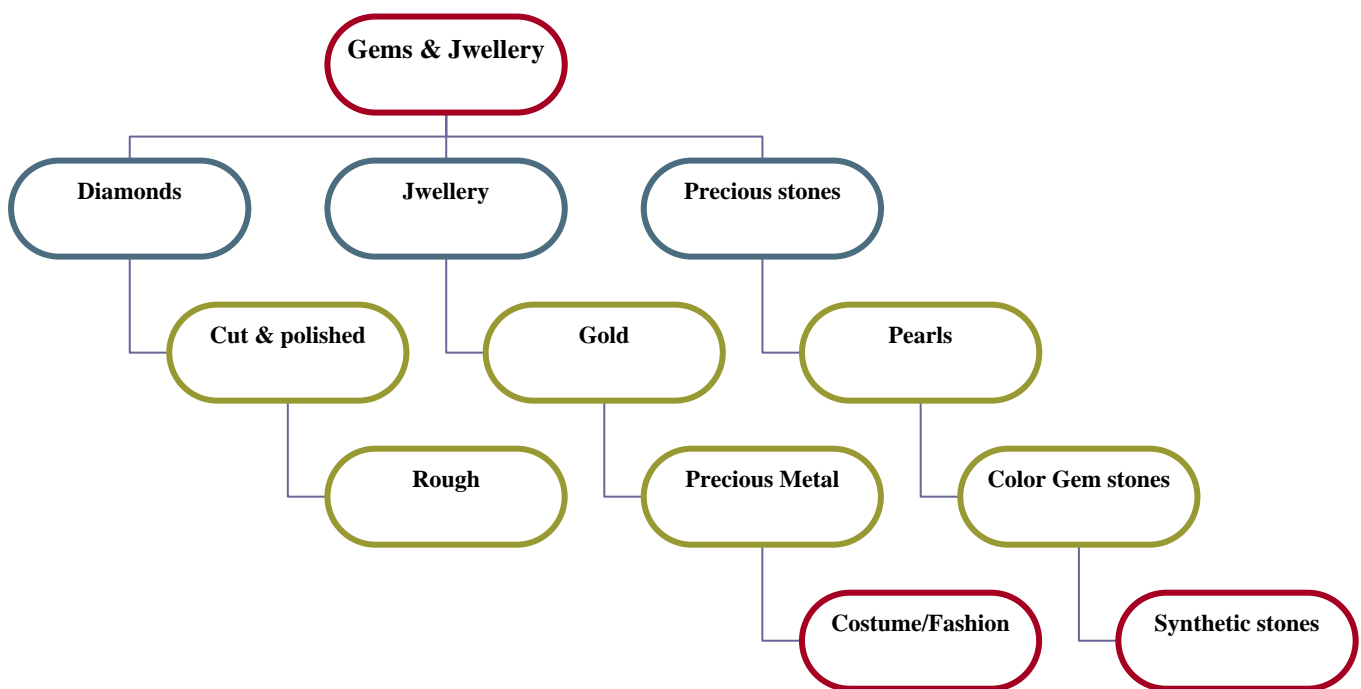 Gems & Jwellery
Diamonds
Jwellery
Precious stones
Cut & polished
Gold
Pearls
Rough
Precious Metal
Color Gem stones
Costume/Fashion
Synthetic stones